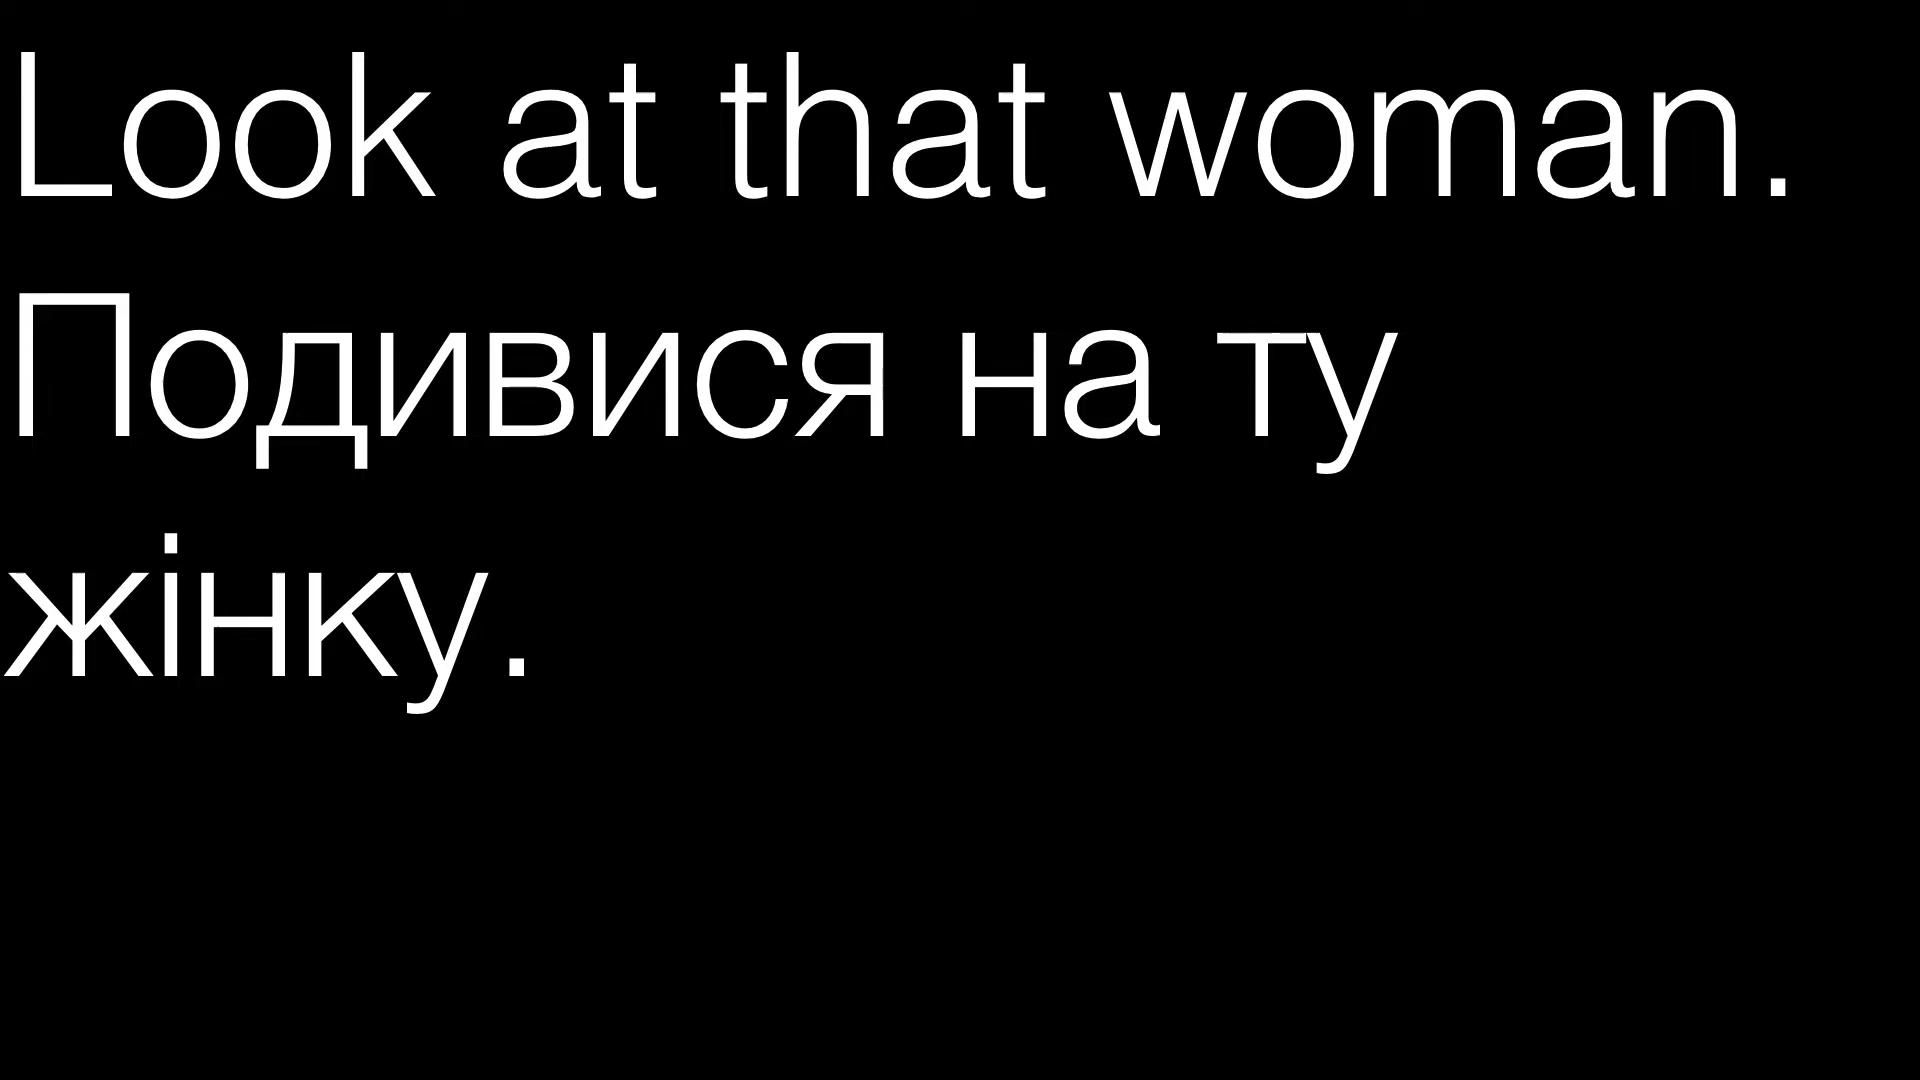 Look at that woman.
Подивися на ту
жінку.